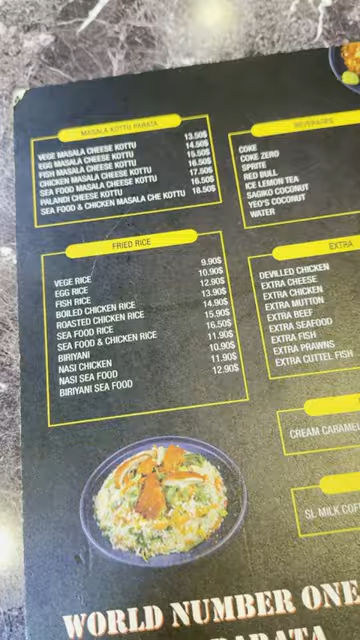 MASALA KOTTU PARATA
VEGE MASALA CHEESE KOTTU 13.50$
EGG MASALA CHEESE KOTTU 14.50$
FISH MASALA CHEESE KOTTU 15.50$
CHICKEN MASALA CHEESE KOTTU 16.50$
SEA FOOD MASALA CHEESE KOTTU 17.50$
PALANDI CHEESE KOTTU 16.50$
SEA FOOD & CHICKEN MASALA CHE KOTTU 18.50$
BEVERAGES
COKE
COKE ZERO
SPRITE
RED BULL
ICE LEMON TEA
SAGIKO COCONUT
YEO'S COCONUT
WATER
FRIED RICE
VEGE RICE 9.90$
EGG RICE 10.90$
FISH RICE 12.90$
BOILED CHICKEN RICE 13.90$
ROASTED CHICKEN RICE 14.90$
SEA FOOD RICE 15.90$
SEA FOOD & CHICKEN RICE 16.50$
BIRIYANI 11.90$
NASI CHICKEN 10.90$
NASI SEA FOOD 11.90$
BIRIYANI SEA FOOD 12.90$
EXTRA
DEVILLED CHICKEN
EXTRA CHEESE
EXTRA CHICKEN
EXTRA MUTTON
EXTRA BEEF
EXTRA SEAFOOD
EXTRA FISH
EXTRA PRAWNS
EXTRA CUTTEL FISH
CREAM CARAMEL
SL MILK COF
WORLD NUMBER ONE
PARATA